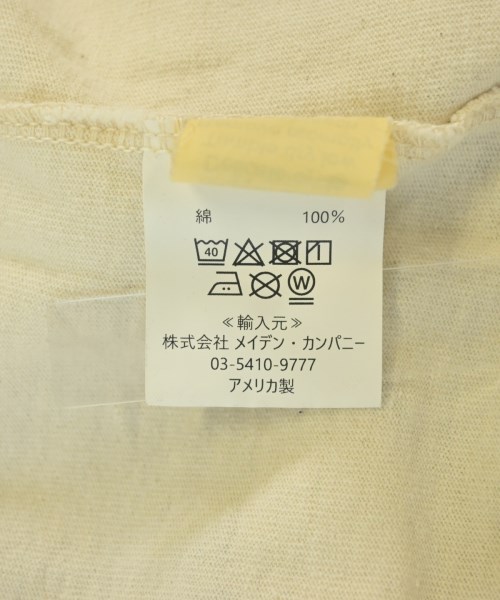 綿 100%
40
W
≪輸入元≫
株式会社 メイデン・カンパニー
03-5410-9777
アメリカ製